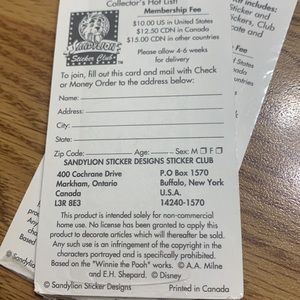 Collector's Hot List!
Membership Fee
$10.00 US in United States
$12.50 CDN in Canada
$15.00 CDN in other countries
Please allow 4-6 weeks
for delivery
SANDYLION
Sticker Club
To join, fill out this card and mail with Check
or Money Order to the address below:
Name:
Address:
City:
State:
Zip Code: Age: Sex: M F
SANDYLION STICKER DESIGNS STICKER CLUB
400 Cochrane Drive
Markham, Ontario
Canada
L3R 8E3
P.O Box 1570
Buffalo, New York
U.S.A.
14240-1570
This product is intended solely for non-commercial
home use. No license has been granted to apply this
product to decorate articles which will thereafter be sold.
Any such use is an infringement of the copyright in the
characters portrayed and is specifically prohibited.
Based on the "Winnie the Pooh" works. © A.A. Milne
and E.H. Shepard. © Disney
© Sandylion Sticker Designs Printed in Canada
includes:
Sticker and
Stickers, Club
and